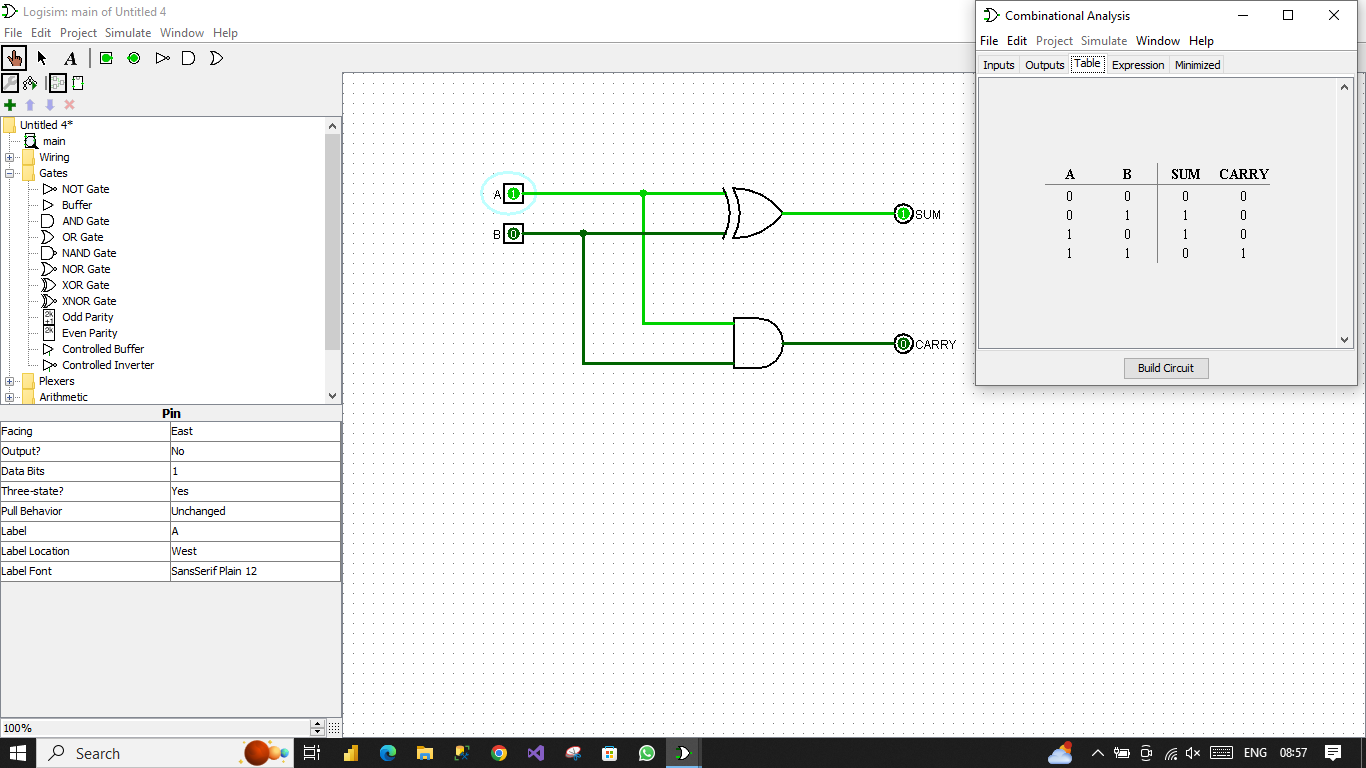 Logisim: main of Untitled 4
File Edit Project Simulate Window Help
A
Untitled 4*
main
Wiring
Gates
NOT Gate
Buffer
AND Gate
OR Gate
NAND Gate
NOR Gate
XOR Gate
XNOR Gate
Odd Parity
Even Parity
Controlled Buffer
Controlled Inverter
Plexers
Arithmetic
Pin
Facing East
Output? No
Data Bits 1
Three-state? Yes
Pull Behavior Unchanged
Label A
Label Location West
Label Font SansSerif Plain 12
100%
A 1
B 0
1 SUM
0 CARRY
Combinational Analysis
File Edit Project Simulate Window Help
Inputs Outputs Table Expression Minimized
A B SUM CARRY
0 0 0 0
0 1 1 0
1 0 1 0
1 1 0 1
Build Circuit
Search
ENG 08:57